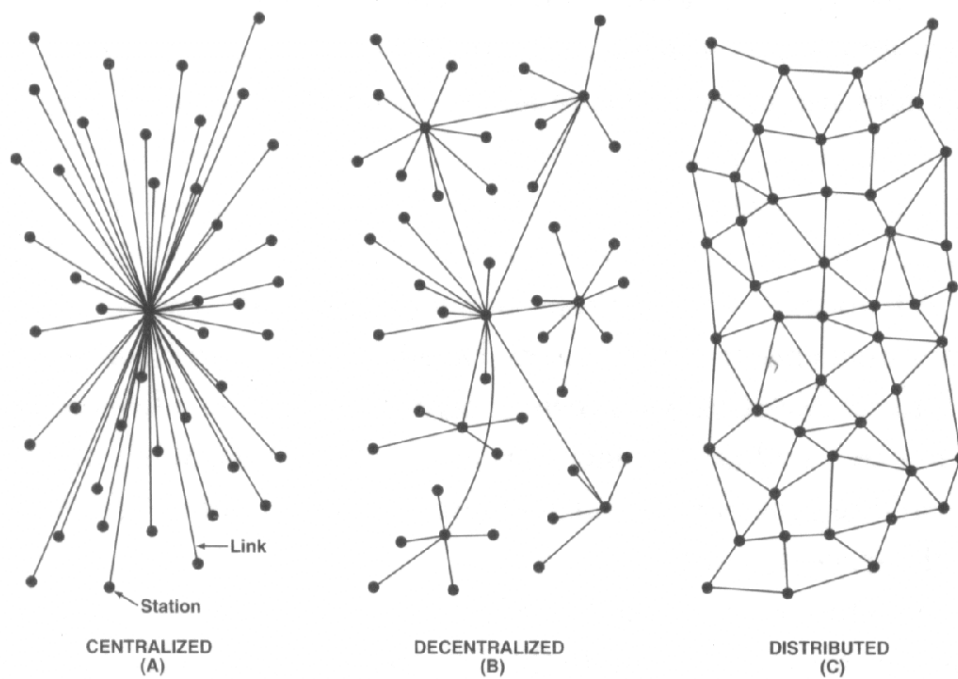 Link
Station
CENTRALIZED
(A)
DECENTRALIZED
(B)
DISTRIBUTED
(C)